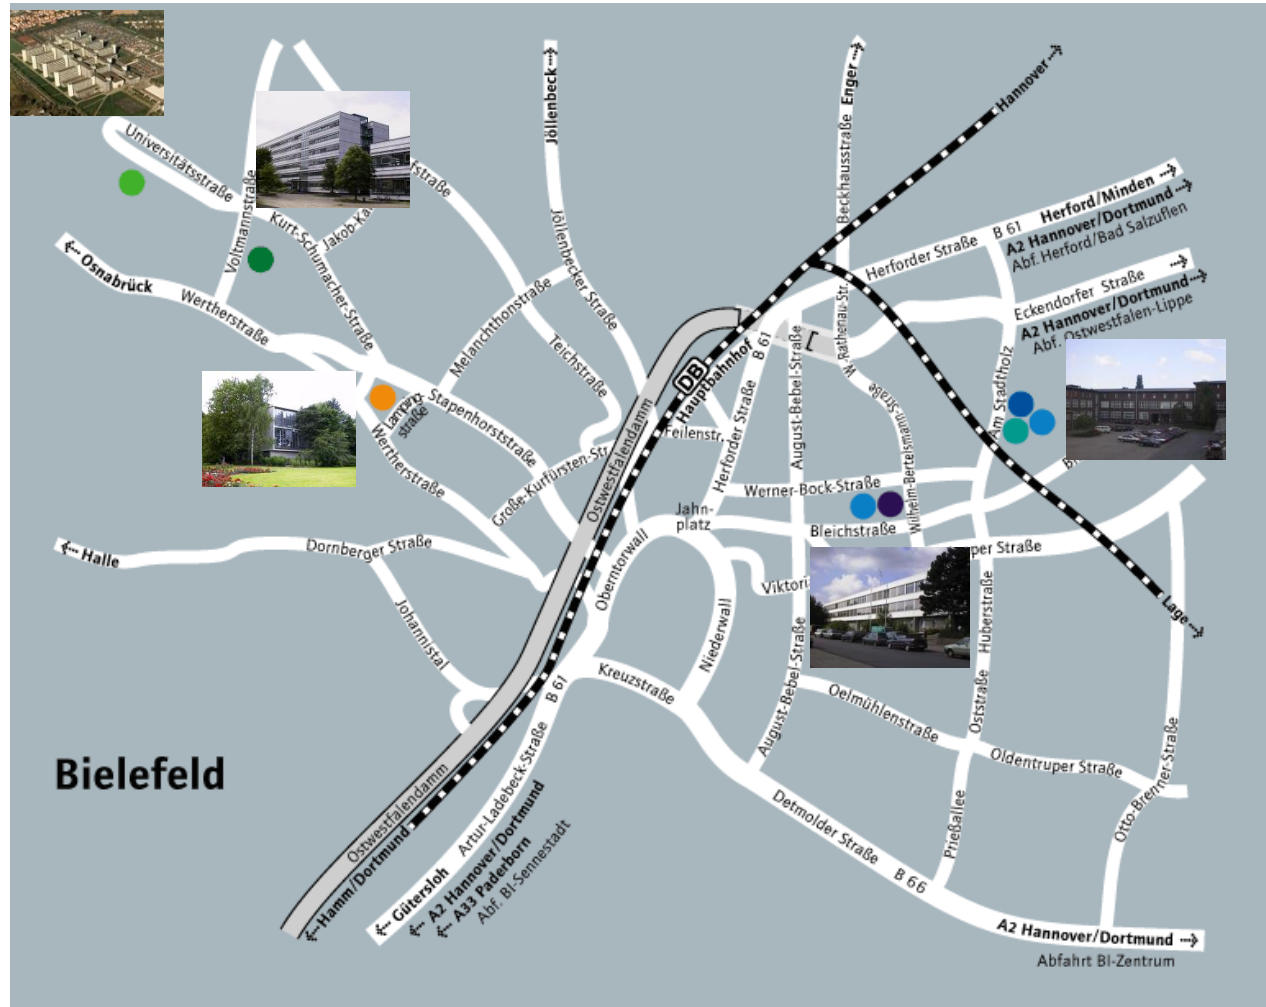 Universitätsstraße
Voltmannstraße
Kurt-Schumacher-Straße
Jakob-Ka
fstraße
Jöllenbeck
Jöllenbecker Straße
Enger
Beckhausstraße
Hannover
Herford/Minden
B 61
A2 Hannover/Dortmund
Abf. Herford/Bad Salzuflen
Herforder Straße
Eckendorfer Straße
A2 Hannover/Dortmund
Abf. Ostwestfalen-Lippe
Osnabrück
Wertherstraße
Melanchthonstraße
Teichstraße
W.-Rathenau-Str.
Am Stadtholz
DB
Hauptbahnhof
B 61
August-Bebel-Straße
Lamping-
straße
Stapenhorststraße
Wertherstraße
Große-Kurfürsten-Str.
Feilenstr.
Herforder Straße
Wilhelm-Bertelsmann-Straße
Werner-Bock-Straße
Jahn-
platz
Bleichstraße
per Straße
Ostwestfalendamm
Halle
Dornberger Straße
Johannistal
Oberntorwall
Niederwall
Viktori
Huberstraße
Lage
Kreuzstraße
B 61
August-Bebel-Straße
Oelmühlenstraße
Oststraße
Oldentruper Straße
Otto-Brenner-Straße
Bielefeld
Ostwestfalendamm
Hamm/Dortmund
Artur-Ladebeck-Straße
Gütersloh
A2 Hannover/Dortmund
A33 Paderborn
Abf. BI-Sennestadt
Detmolder Straße
Prießallee
B 66
A2 Hannover/Dortmund
Abfahrt BI-Zentrum